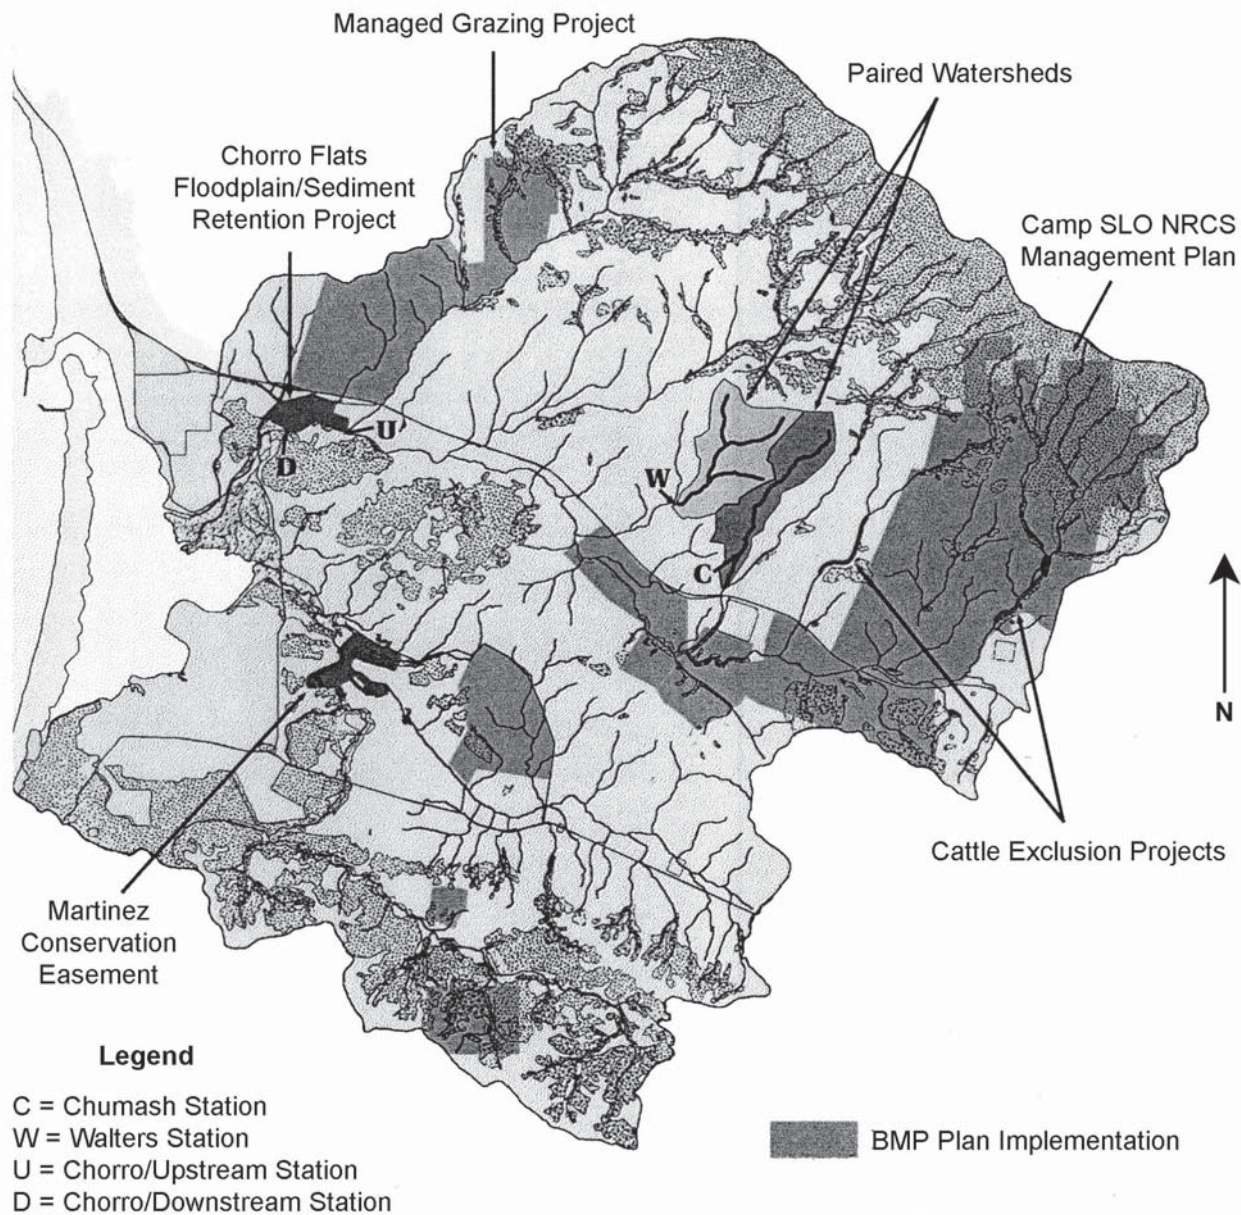 Managed Grazing Project
Paired Watersheds
Chorro Flats
Floodplain/Sediment
Retention Project
Camp SLO NRCS
Management Plan
U
D
W
C
N
Cattle Exclusion Projects
Martinez
Conservation
Easement
Legend
C = Chumash Station
W = Walters Station
U = Chorro/Upstream Station
D = Chorro/Downstream Station
BMP Plan Implementation